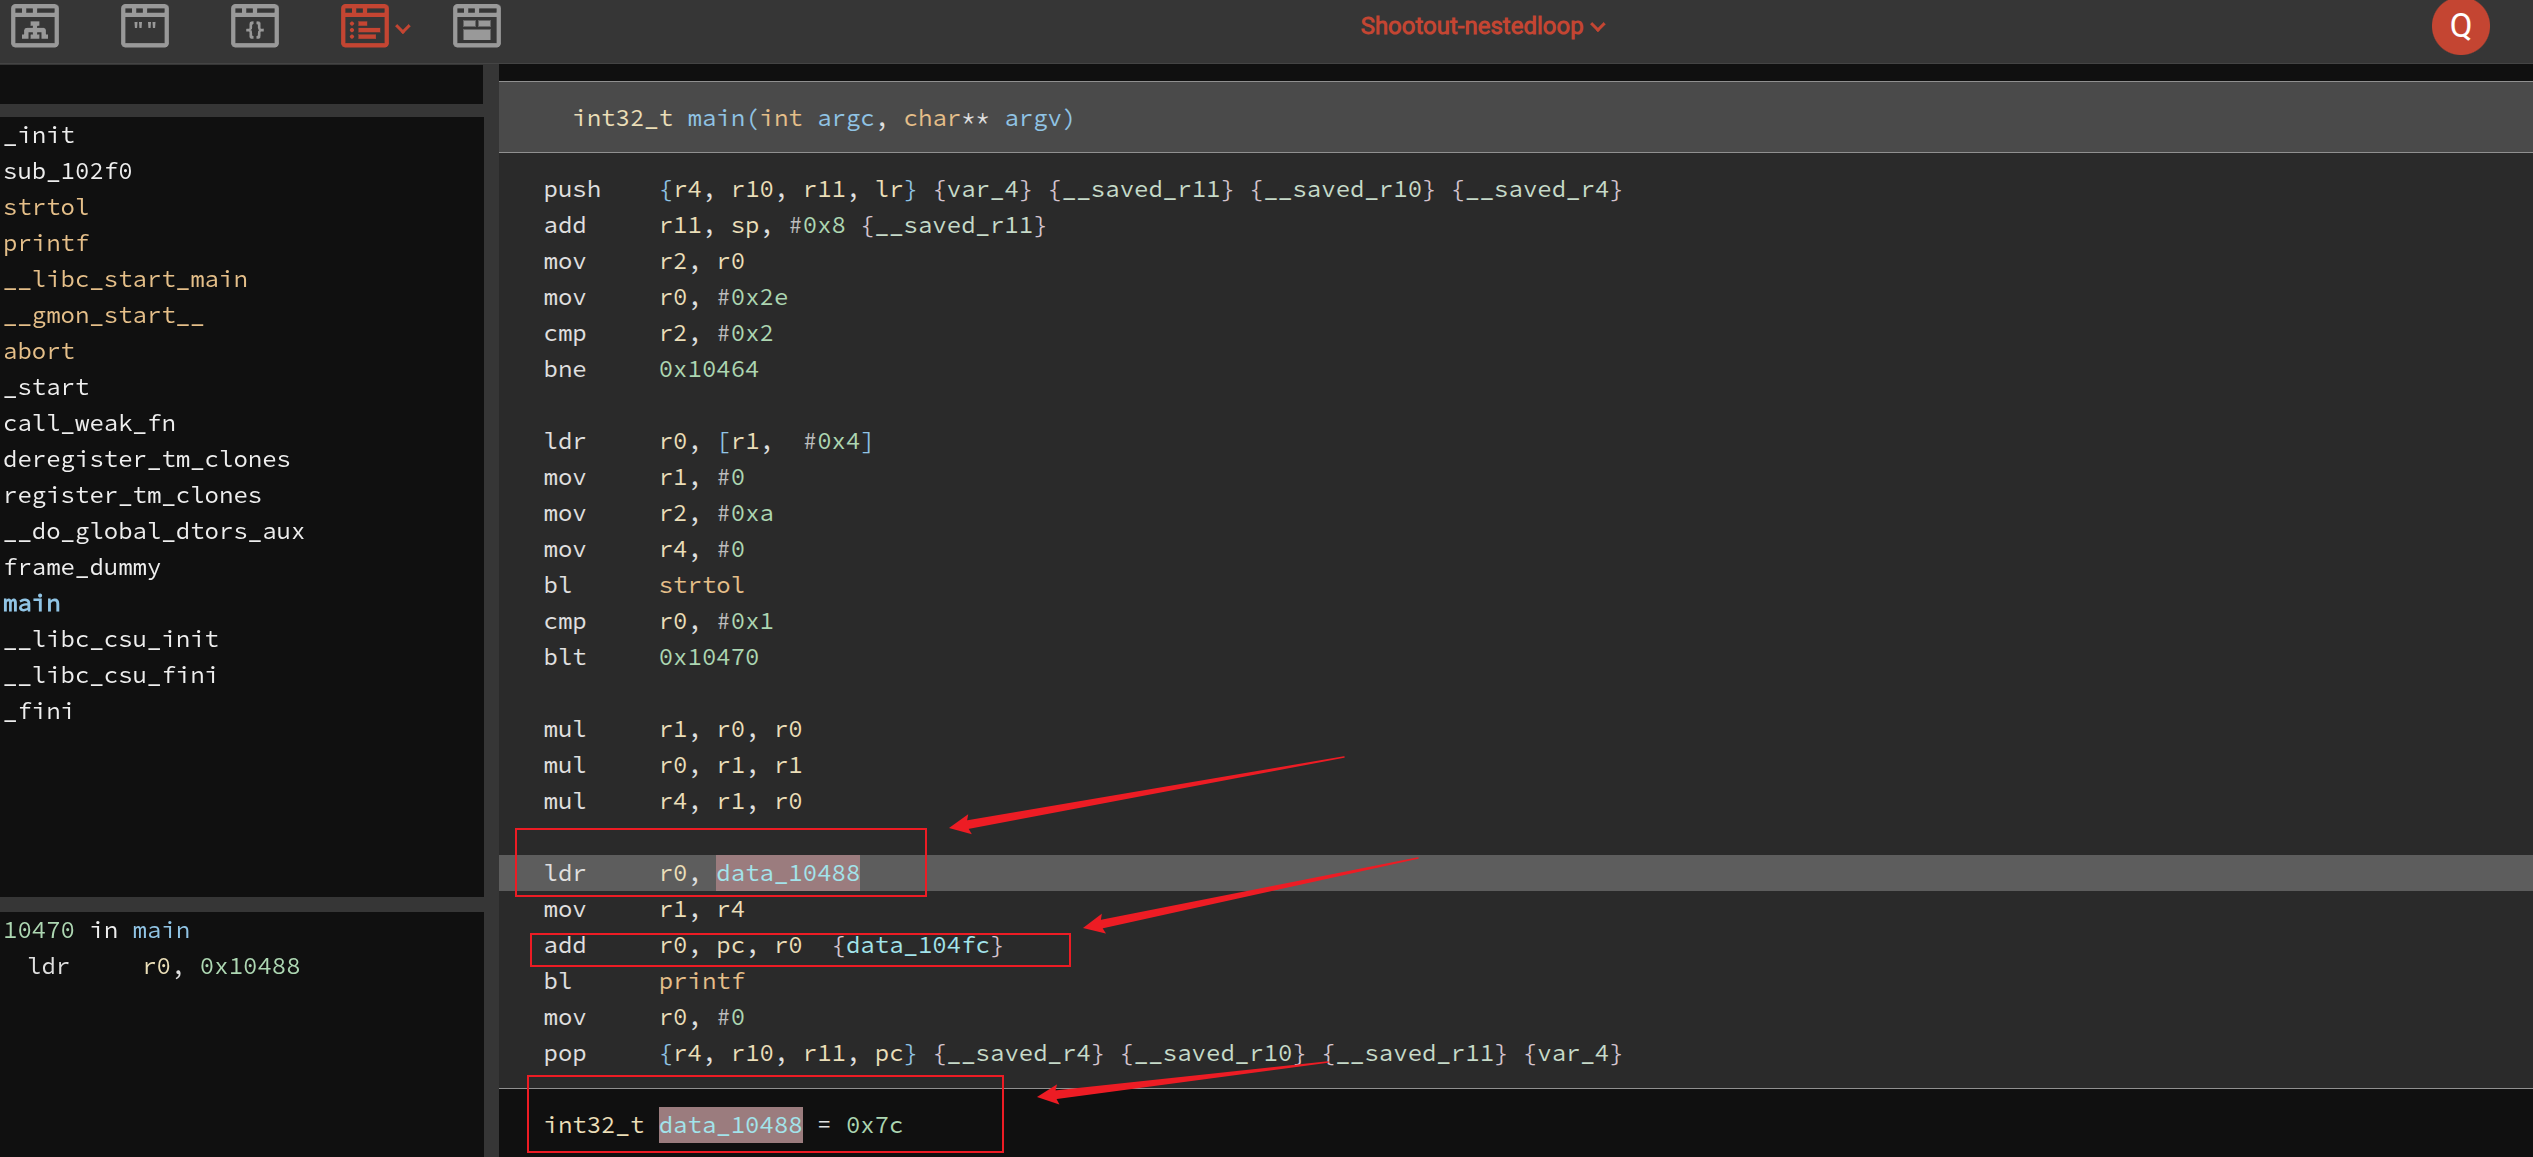 "" {} Shootout-nestedloop Q
_init
sub_102f0
strtol
printf
__libc_start_main
__gmon_start__
abort
_start
call_weak_fn
deregister_tm_clones
register_tm_clones
__do_global_dtors_aux
frame_dummy
main
__libc_csu_init
__libc_csu_fini
_fini
10470 in main
ldr r0, 0x10488
int32_t main(int argc, char** argv)
push {r4, r10, r11, lr} {var_4} {__saved_r11} {__saved_r10} {__saved_r4}
add r11, sp, #0x8 {__saved_r11}
mov r2, r0
mov r0, #0x2e
cmp r2, #0x2
bne 0x10464
ldr r0, [r1,  #0x4]
mov r1, #0
mov r2, #0xa
mov r4, #0
bl strtol
cmp r0, #0x1
blt 0x10470
mul r1, r0, r0
mul r0, r1, r1
mul r4, r1, r0
ldr r0, data_10488
mov r1, r4
add r0, pc, r0  {data_104fc}
bl printf
mov r0, #0
pop {r4, r10, r11, pc} {__saved_r4} {__saved_r10} {__saved_r11} {var_4}
int32_t data_10488 = 0x7c